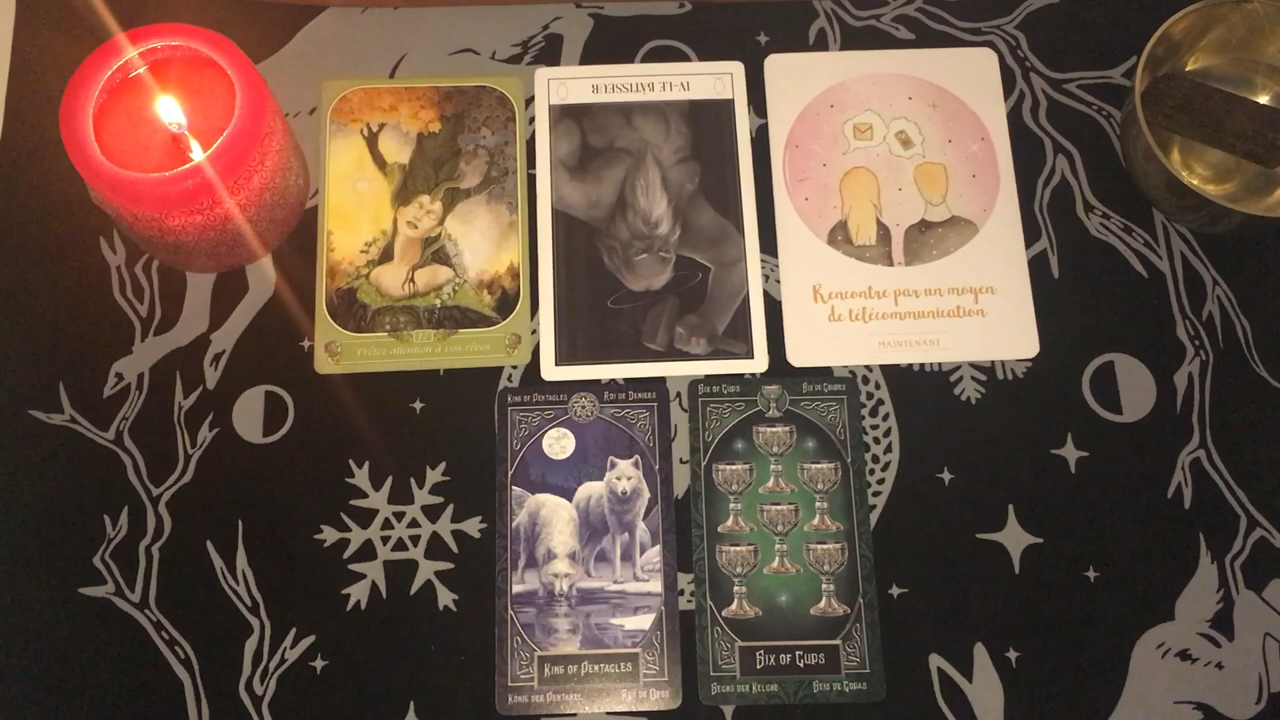 III
Prêtez attention à vos rêves
IV-LE BÂTISSEUR
Rencontre par un moyen
de télécommunication
MAINTENANT
KING OF PENTACLES
ROI DE DENIERS
KING OF PENTACLES
KÖNIG DER PENTAKEL
REY DE OROS
SIX OF CUPS
SIX DE COUPES
SIX OF CUPS
SECHS DER KELCHE
SEIS DE COPAS